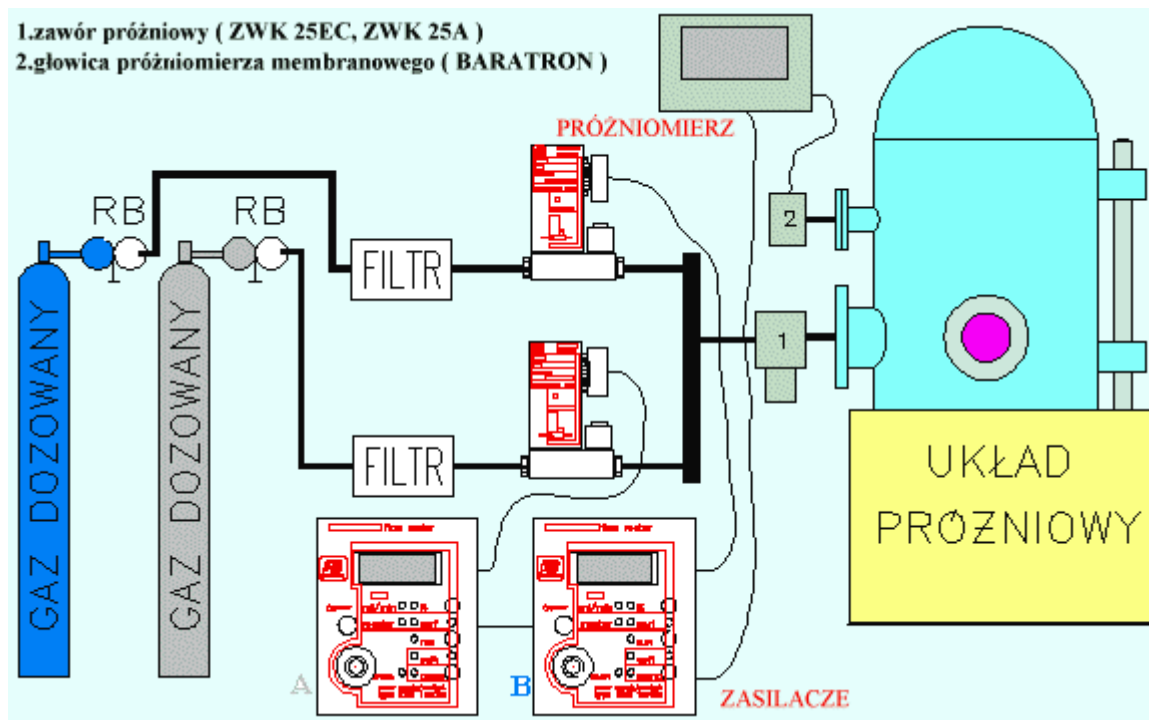 1.zawór próżniowy ( ZWK 25EC, ZWK 25A )
2.głowica próżniomierza membranowego ( BARATRON )
PRÓŻNIOMIERZ
RB
RB
2
FILTR
1
FILTR
GAZ DOZOWANY
GAZ DOZOWANY
UKŁAD
PRÓŻNIOWY
A
B
ZASILACZE